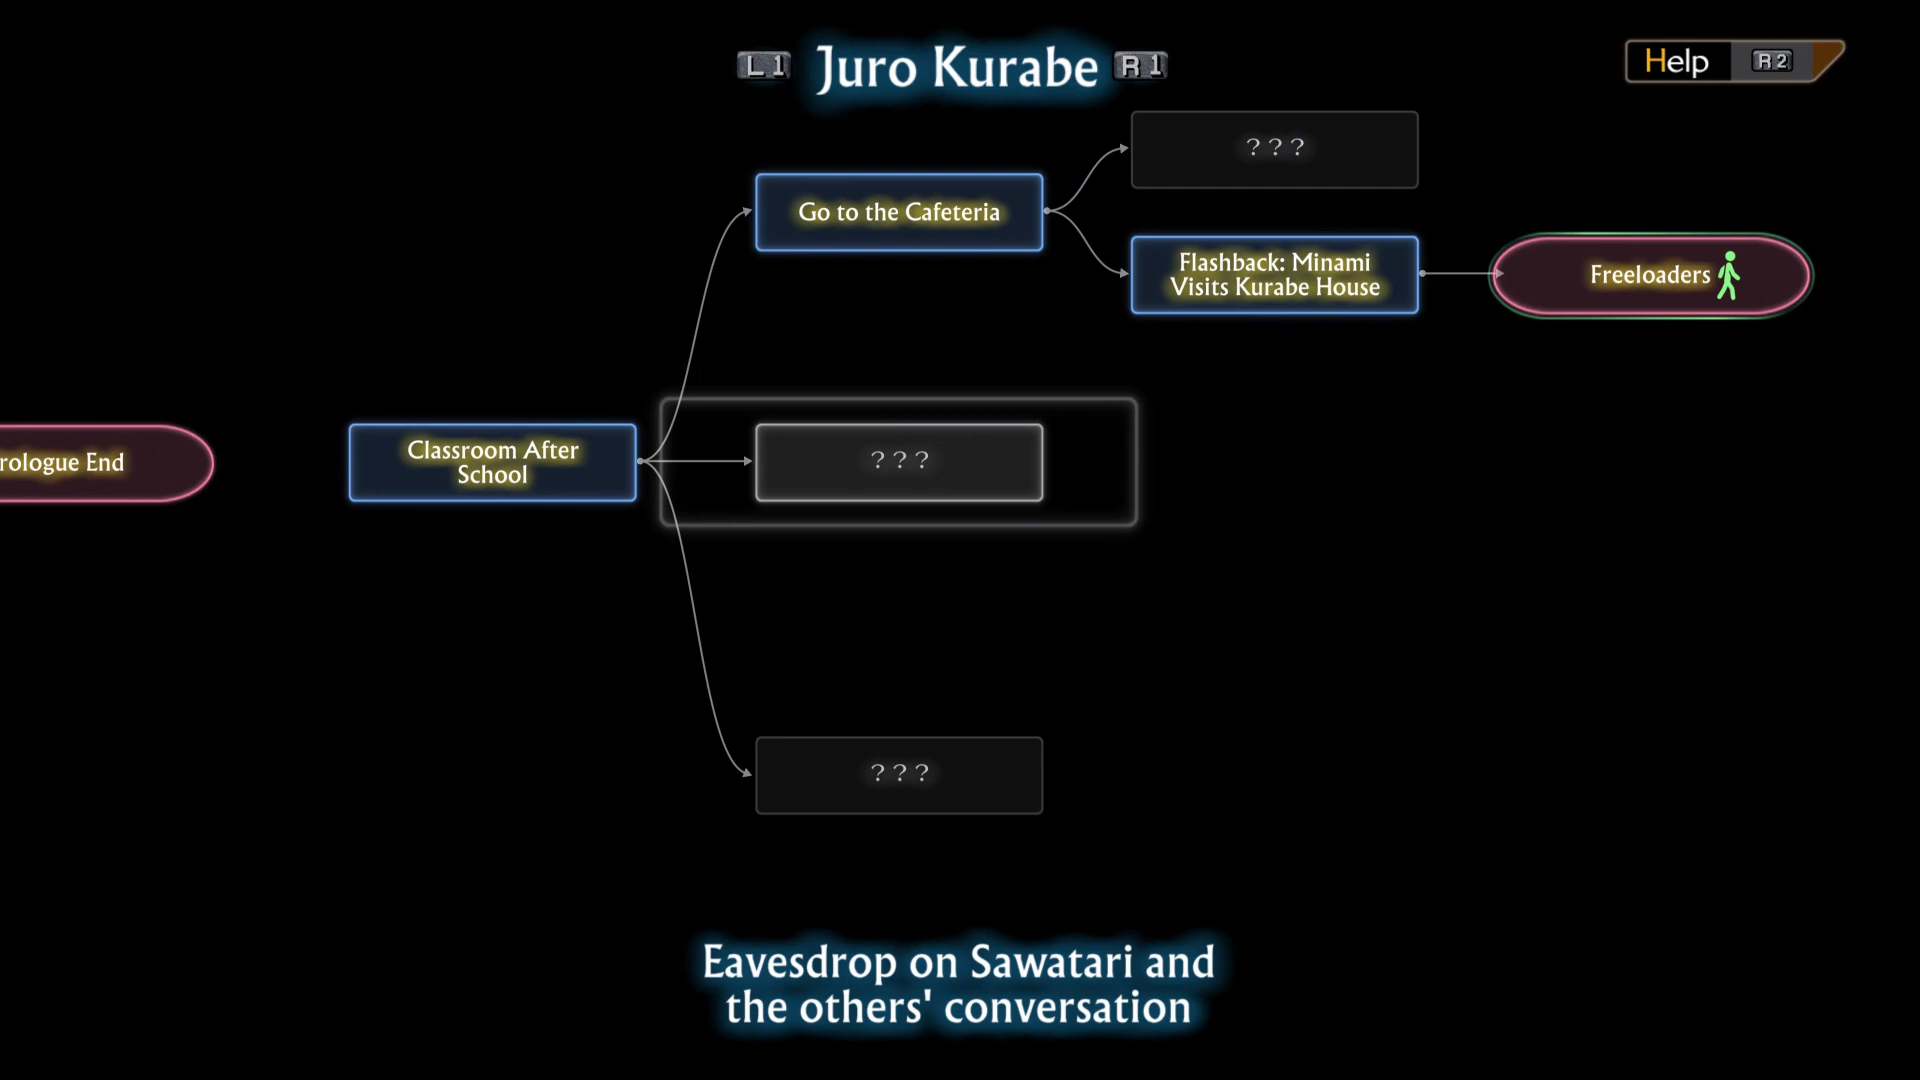 L1 Juro Kurabe R1
Help R2
? ? ?
Go to the Cafeteria
Flashback: Minami
Visits Kurabe House
Freeloaders
rologue End
Classroom After
School
? ? ?
? ? ?
Eavesdrop on Sawatari and
the others' conversation